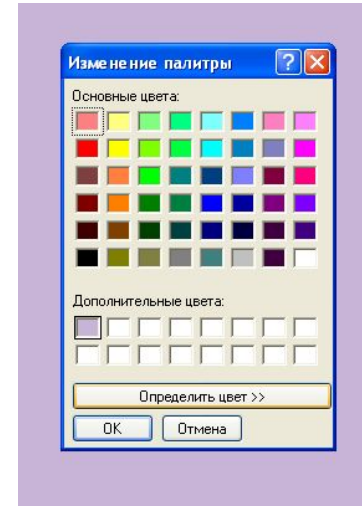 Изменение палитры
Основные цвета:
Дополнительные цвета:
Определить цвет >>
OK
Отмена